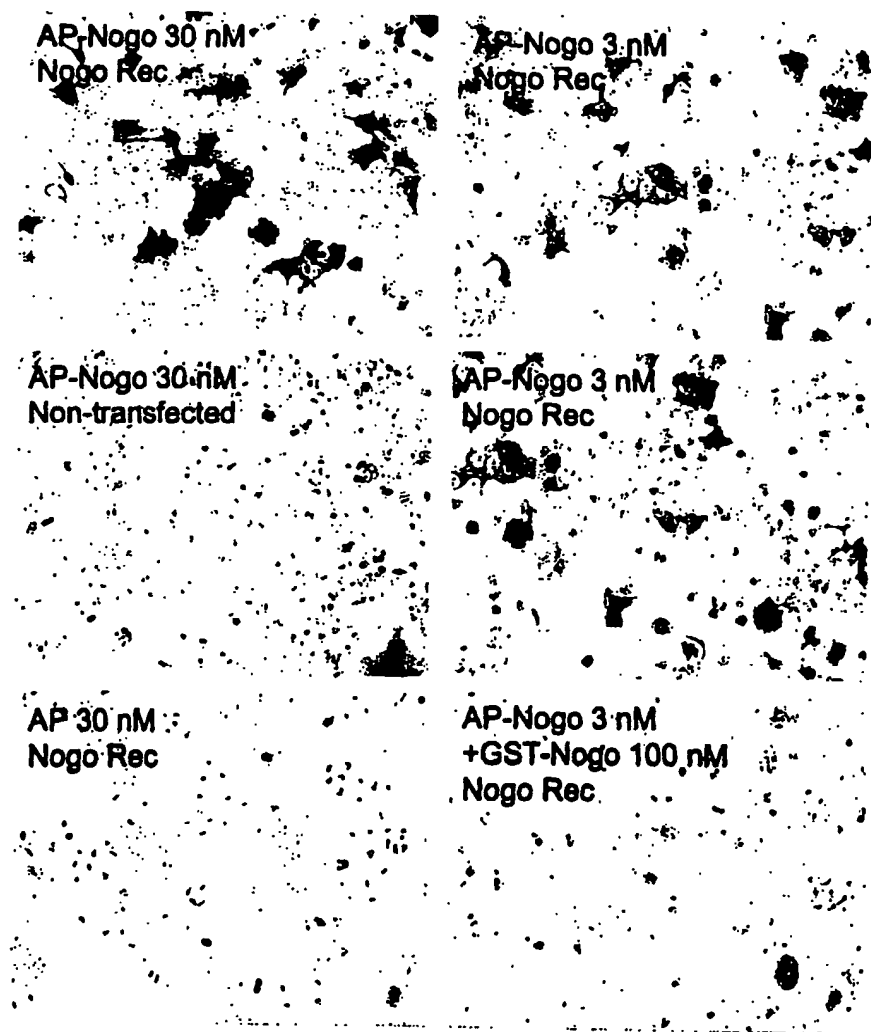 AP-Nogo 30 nM
Nogo Rec
AP-Nogo 3 nM
Nogo Rec
AP-Nogo 30 nM
Non-transfected
AP-Nogo 3 nM
Nogo Rec
AP 30 nM
Nogo Rec
AP-Nogo 3 nM
+GST-Nogo 100 nM
Nogo Rec